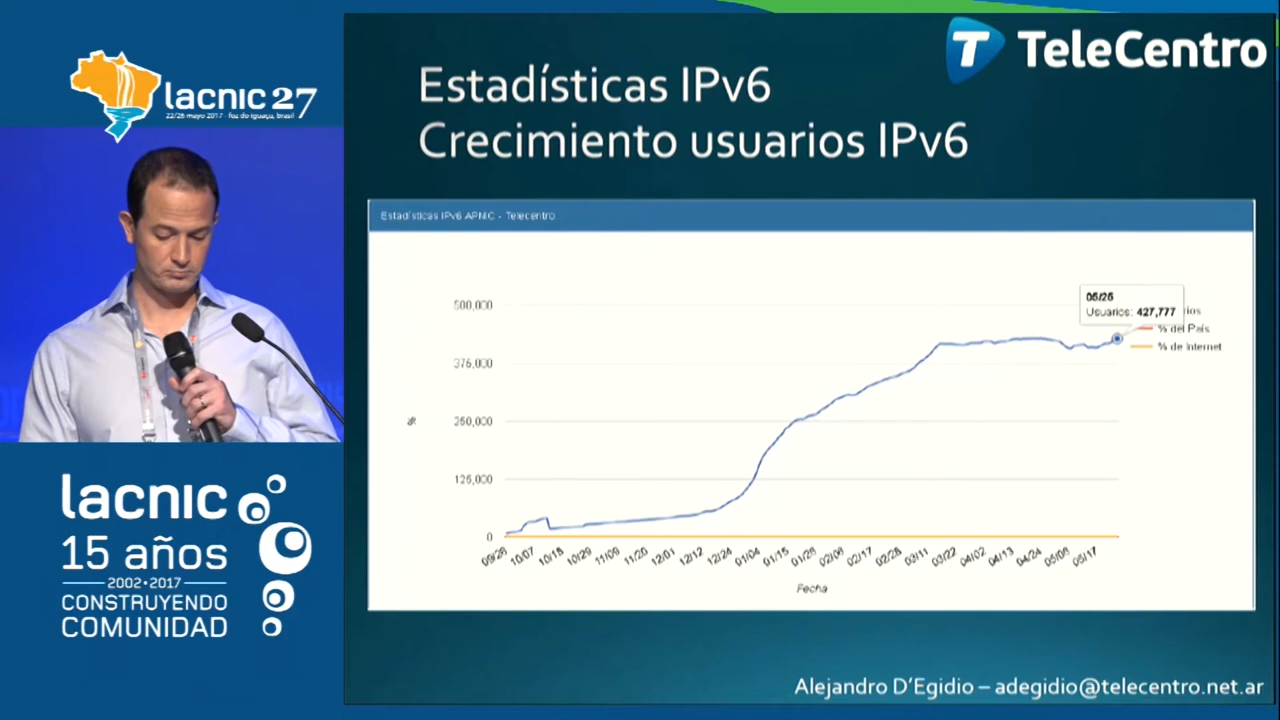 lacnic 27
22/26 mayo 2017 - foz do iguaçu, brasil
TeleCentro
Estadísticas IPv6
Crecimiento usuarios IPv6
Estadísticas IPv6 APNIC - Telecentro
500,000
375,000
250,000
125,000
0
%
05/25
Usuarios: 427,777
rios
% del País
% de Internet
09/26
10/07
10/18
10/29
11/09
11/20
12/01
12/12
12/24
01/04
01/15
01/26
02/06
02/17
02/28
03/11
03/22
04/02
04/13
04/24
05/06
05/17
Fecha
lacnic
15 años
2002•2017
CONSTRUYENDO
COMUNIDAD
Alejandro D'Egidio – adegidio@telecentro.net.ar